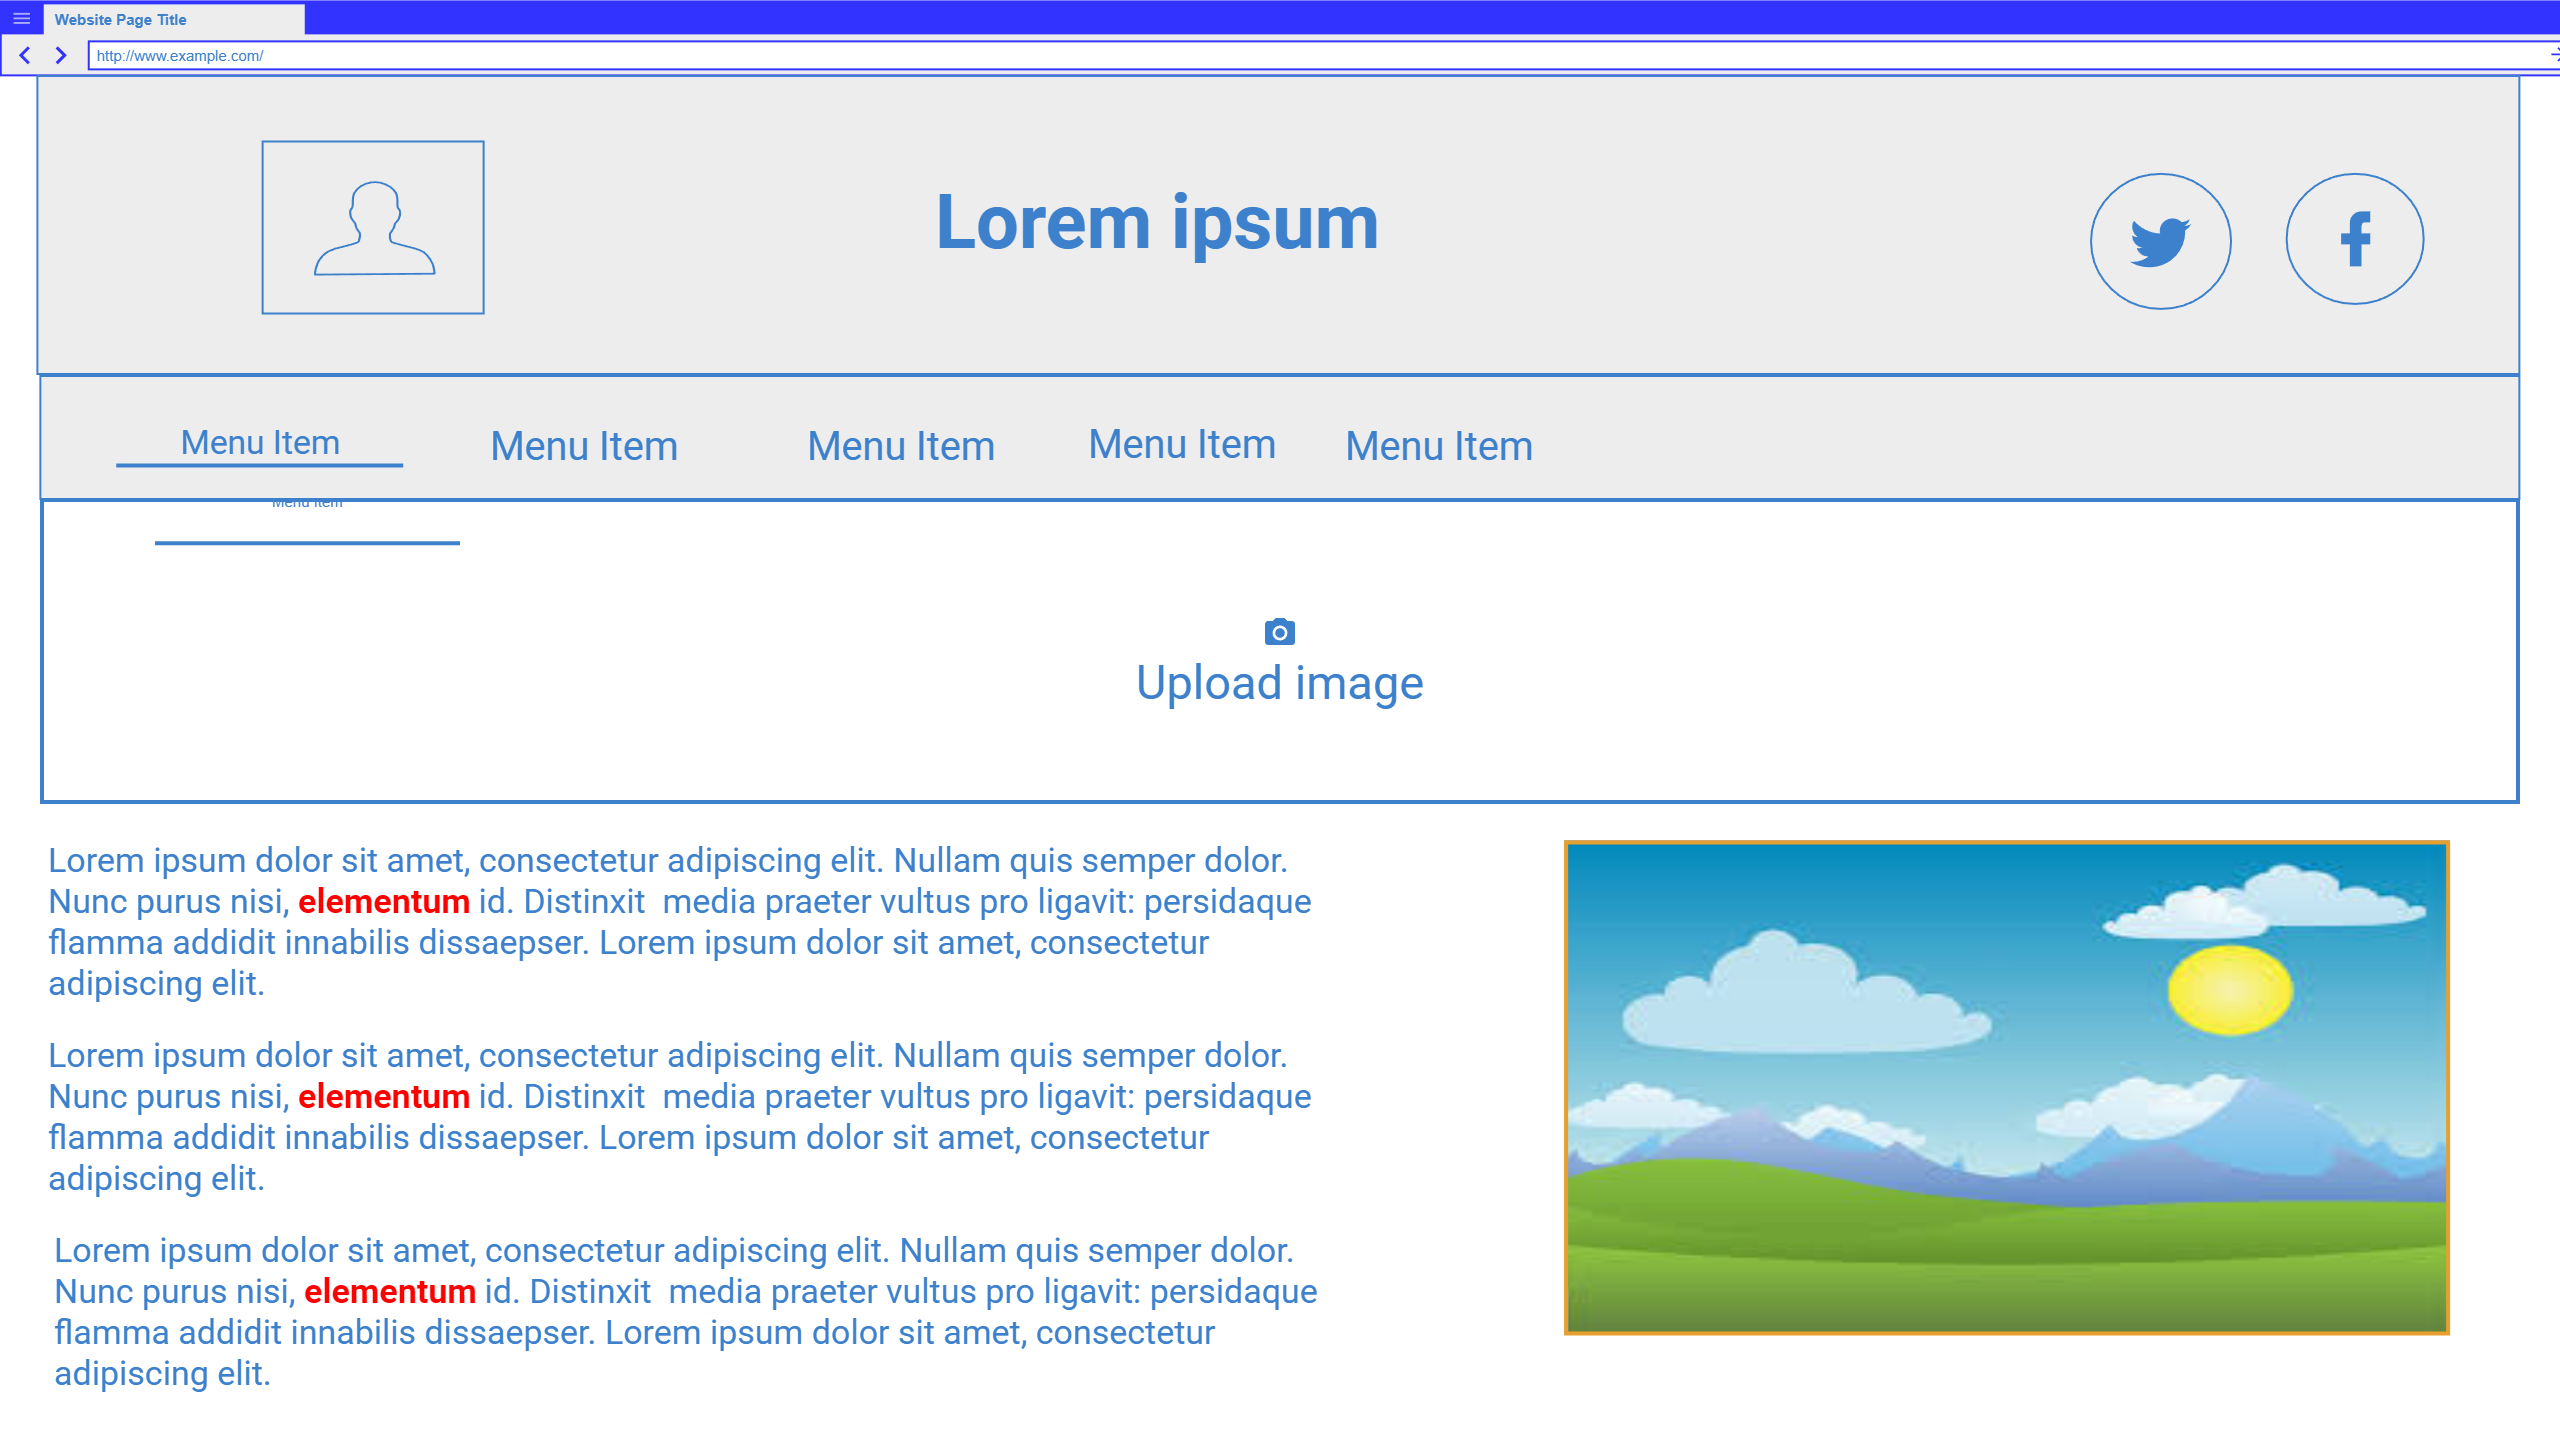 Website Page Title
http://www.example.com/
Lorem ipsum
Menu Item Menu Item Menu Item Menu Item Menu Item
Menu Item
Upload image
Lorem ipsum dolor sit amet, consectetur adipiscing elit. Nullam quis semper dolor.
Nunc purus nisi, elementum id. Distinxit  media praeter vultus pro ligavit: persidaque
flamma addidit innabilis dissaepser. Lorem ipsum dolor sit amet, consectetur
adipiscing elit.
Lorem ipsum dolor sit amet, consectetur adipiscing elit. Nullam quis semper dolor.
Nunc purus nisi, elementum id. Distinxit  media praeter vultus pro ligavit: persidaque
flamma addidit innabilis dissaepser. Lorem ipsum dolor sit amet, consectetur
adipiscing elit.
Lorem ipsum dolor sit amet, consectetur adipiscing elit. Nullam quis semper dolor.
Nunc purus nisi, elementum id. Distinxit  media praeter vultus pro ligavit: persidaque
flamma addidit innabilis dissaepser. Lorem ipsum dolor sit amet, consectetur
adipiscing elit.